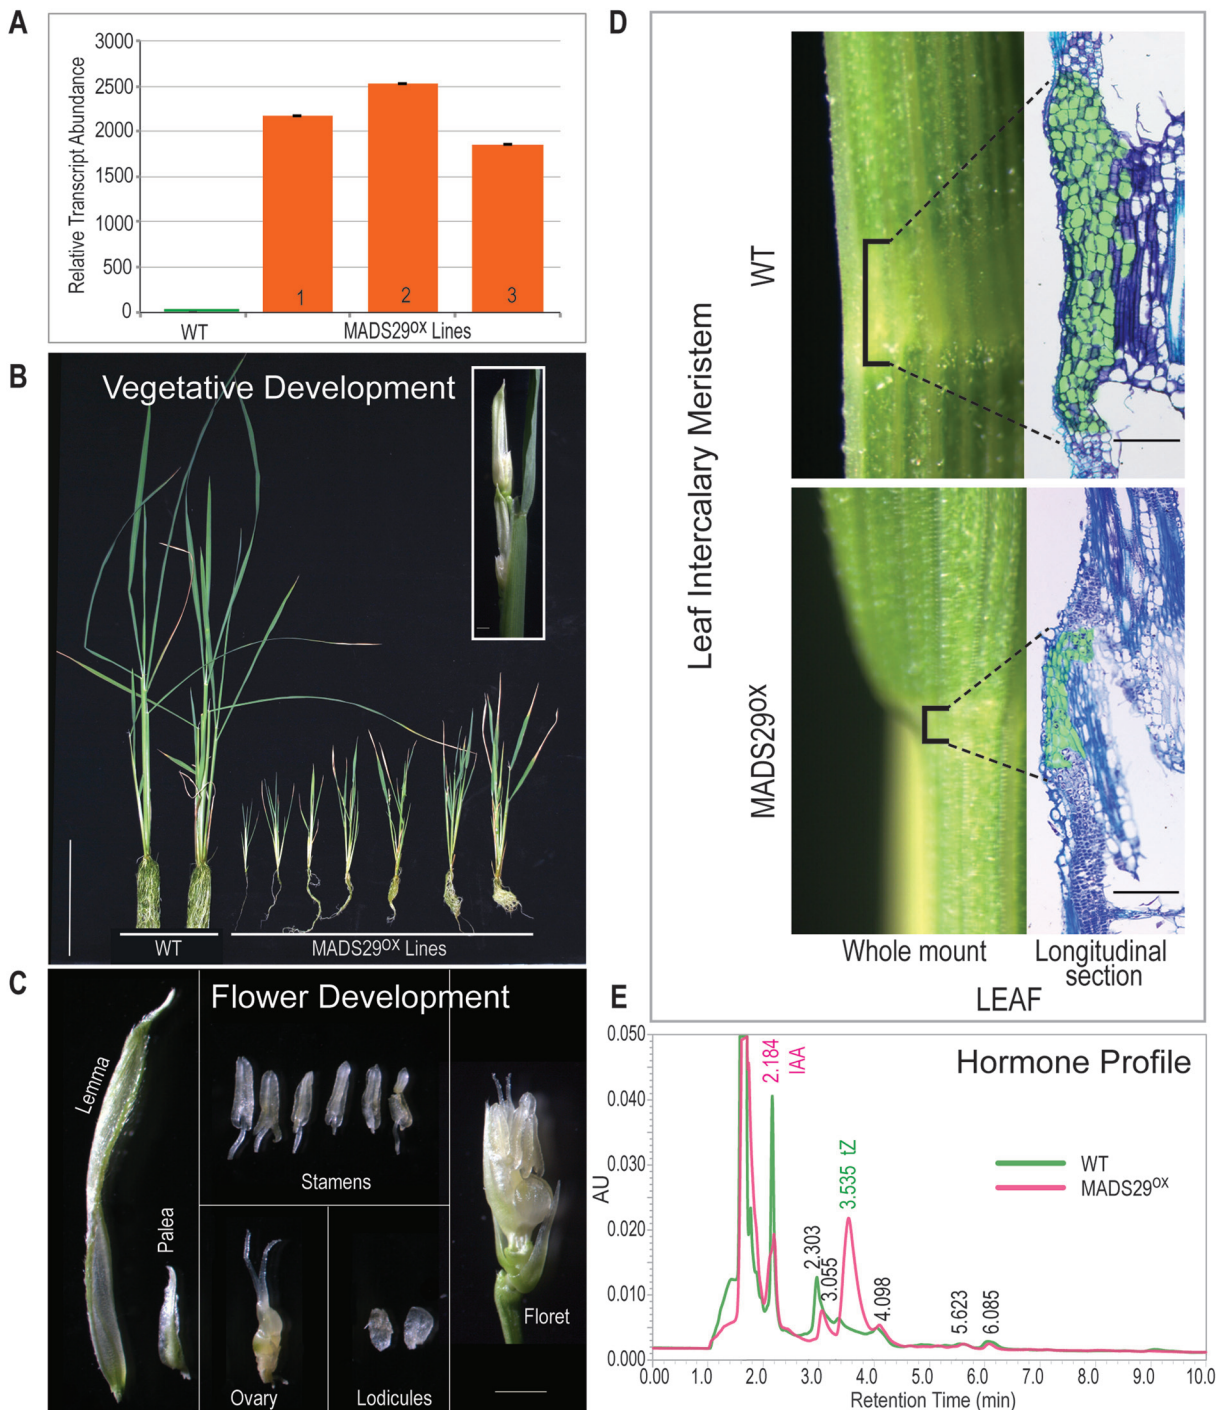 A
3000
2500
2000
1500
1000
500
0
Relative Transcript Abundance
1
2
3
WT
MADS29ox Lines
B
Vegetative Development
WT
MADS29ox Lines
C
Flower Development
Lemma
Palea
Stamens
Ovary
Lodicules
Floret
D
Leaf Intercalary Meristem
WT
MADS29ox
Whole mount
Longitudinal
section
LEAF
E
Hormone Profile
0.050
0.040
0.030
0.020
0.010
0.000
AU
2.184
IAA
3.535 tZ
2.303
3.055
4.098
5.623
6.085
WT
MADS29ox
0.00 1.0 2.0 3.0 4.0 5.0 6.0 7.0 8.0 9.0 10.0
Retention Time (min)